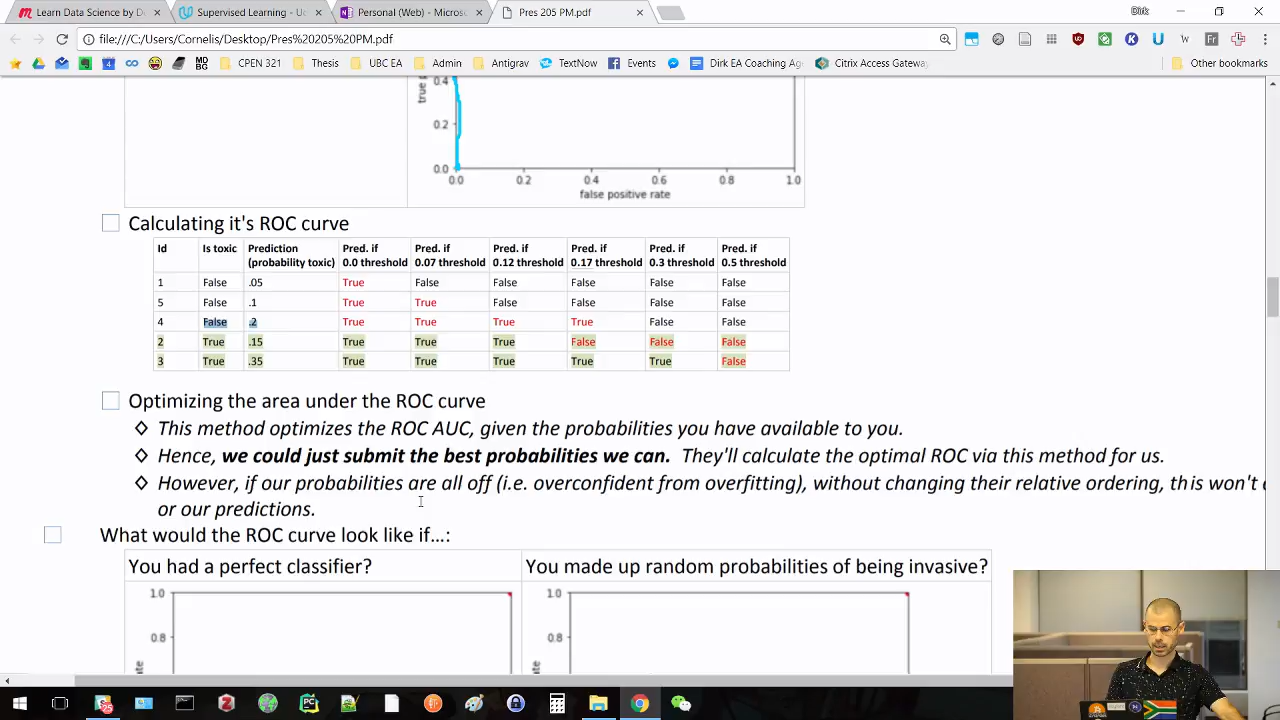 Learn Data Science by D
Supervised Learning - U
Personal (Web) - Micros
Pres 205 PM.pdf
file:///C:/Users/Cornelis/Desktop/Pres%20205%20PM.pdf
CPEN 321
Thesis
UBC EA
Admin
Antigrav
TextNow
Events
Dirk EA Coaching Ag
Citrix Access Gateway
Other bookmarks
true p
0.4
0.2
0.0
0.0 0.2 0.4 0.6 0.8 1.0
false positive rate
Calculating it's ROC curve
Id Is toxic Prediction (probability toxic) Pred. if 0.0 threshold Pred. if 0.07 threshold Pred. if 0.12 threshold Pred. if 0.17 threshold Pred. if 0.3 threshold Pred. if 0.5 threshold
1 False .05 True False False False False False
5 False .1 True True False False False False
4 False .2 True True True True False False
2 True .15 True True True False False False
3 True .35 True True True True True False
Optimizing the area under the ROC curve
◇ This method optimizes the ROC AUC, given the probabilities you have available to you.
◇ Hence, we could just submit the best probabilities we can. They'll calculate the optimal ROC via this method for us.
◇ However, if our probabilities are all off (i.e. overconfident from overfitting), without changing their relative ordering, this won't
or our predictions.
What would the ROC curve look like if...:
You had a perfect classifier?
You made up random probabilities of being invasive?
1.0
0.8
1.0
0.8